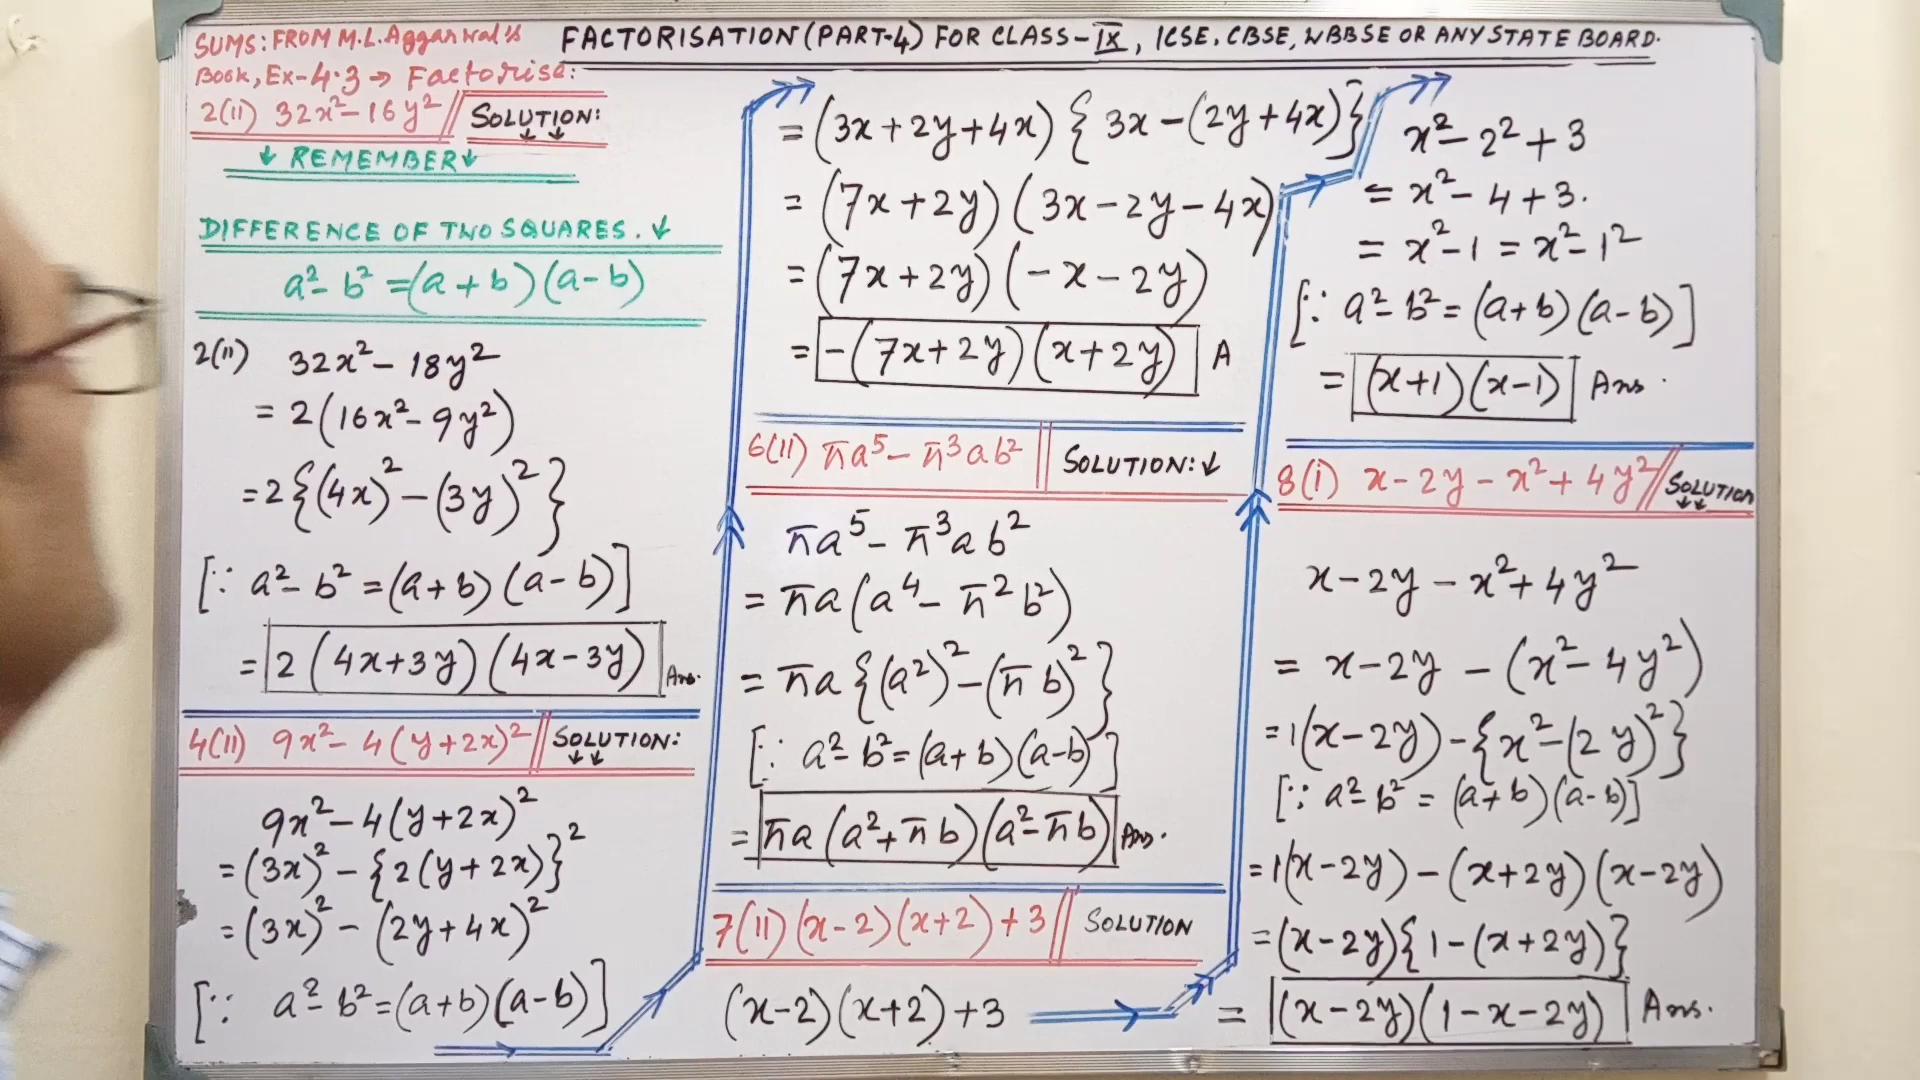 SUMS: FROM M.L. Aggarwal's
Book, Ex-4.3 → Factorise:
FACTORISATION (PART-4) FOR CLASS-IX, ICSE, CBSE, WBBSE OR ANY STATE BOARD.
2(II) 32x²-16y² // SOLUTION: ↓↓
↓ REMEMBER ↓
DIFFERENCE OF TWO SQUARES. ↓
a²-b² = (a+b)(a-b)
2(II) 32x²-18y²
= 2(16x²-9y²)
= 2{(4x)²-(3y)²}
[∵ a²-b² = (a+b)(a-b)]
= 2(4x+3y)(4x-3y) Ans.
4(II) 9x²-4(y+2x)² // SOLUTION: ↓↓
9x²-4(y+2x)²
= (3x)²-{2(y+2x)}²
= (3x)²-(2y+4x)²
[∵ a²-b² = (a+b)(a-b)]
= (3x+2y+4x){3x-(2y+4x)}
= (7x+2y)(3x-2y-4x)
= (7x+2y)(-x-2y)
= -(7x+2y)(x+2y) A
6(II) πa⁵-π³ab² || SOLUTION: ↓
πa⁵-π³ab²
= πa(a⁴-π²b²)
= πa{(a²)²-(πb)²}
[∵ a²-b² = (a+b)(a-b)]
= πa(a²+πb)(a²-πb) Ans.
7(II) (x-2)(x+2)+3 // SOLUTION
(x-2)(x+2)+3
x²-2²+3
= x²-4+3.
= x²-1 = x²-1²
[∵ a²-b² = (a+b)(a-b)]
= (x+1)(x-1) Ans.
8(i) x-2y-x²+4y² // SOLUTION ↓↓
x-2y-x²+4y²
= x-2y-(x²-4y²)
= 1(x-2y)-{x²-(2y)²}
[∵ a²-b² = (a+b)(a-b)]
= 1(x-2y)-(x+2y)(x-2y)
= (x-2y){1-(x+2y)}
= (x-2y)(1-x-2y) Ans.